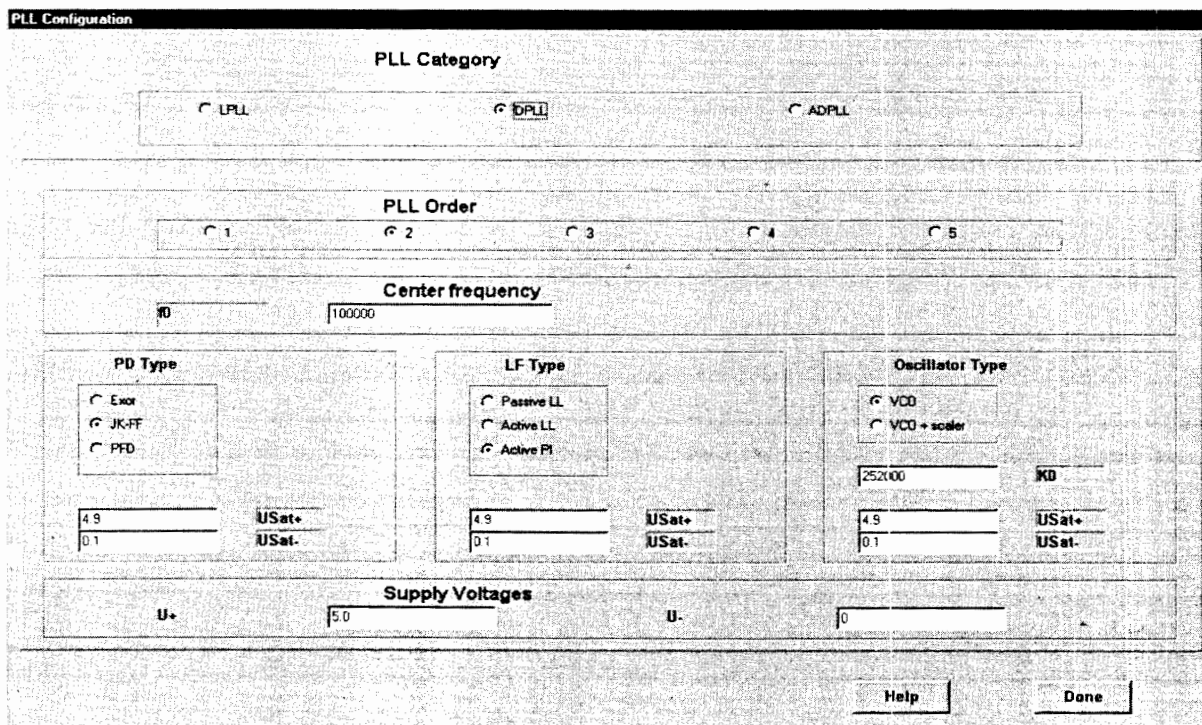 PLL Configuration
PLL Category
LPLL DPLL ADPLL
PLL Order
1 2 3 4 5
Center frequency
f0 100000
PD Type
Exor
JK-FF
PFD
4.9 USat+
0.1 USat-
LF Type
Passive LL
Active LL
Active PI
4.9 USat+
0.1 USat-
Oscillator Type
VCO
VCO + scaler
252000 K0
4.9 USat+
0.1 USat-
Supply Voltages
U+ 5.0 U- 0
Help Done